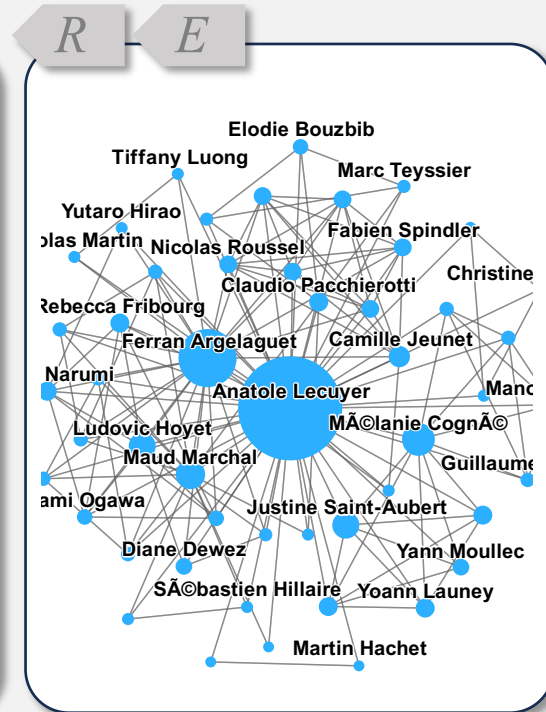 R E
Elodie Bouzbib
Tiffany Luong
Marc Teyssier
Yutaro Hirao
Fabien Spindler
olas Martin
Nicolas Roussel
Christine
Claudio Pacchierotti
Rebecca Fribourg
Ferran Argelaguet
Camille Jeunet
Narumi
Anatole Lecuyer
Mano
MÃ©lanie CognÃ©
Ludovic Hoyet
Maud Marchal
Guillaume
ami Ogawa
Justine Saint-Aubert
Diane Dewez
Yann Moullec
SÃ©bastien Hillaire
Yoann Launey
Martin Hachet